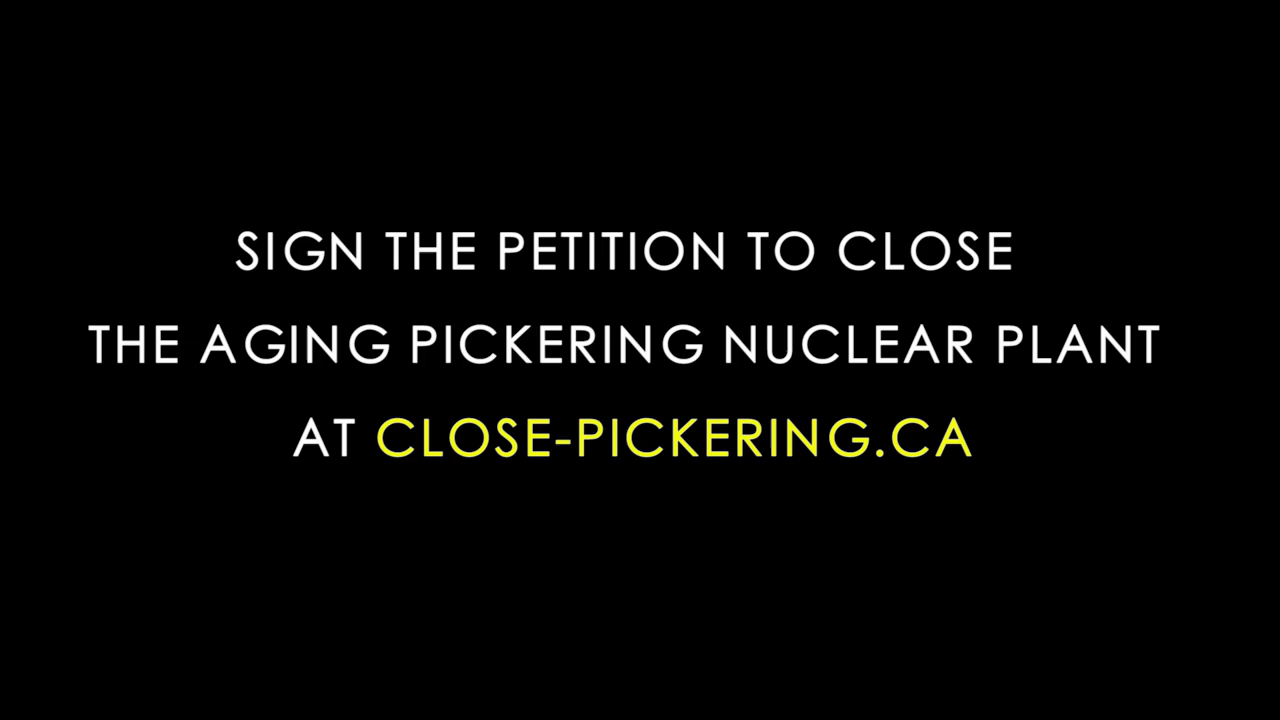 SIGN THE PETITION TO CLOSE
THE AGING PICKERING NUCLEAR PLANT
AT CLOSE-PICKERING.CA